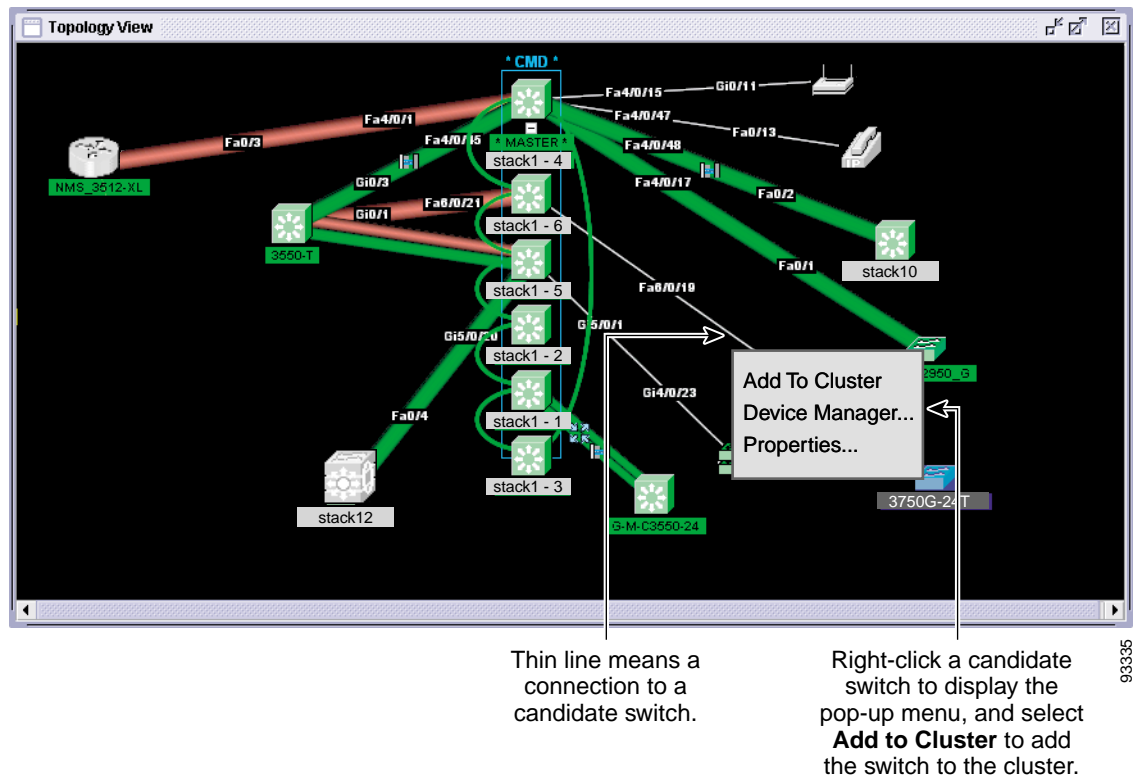 Topology View
* CMD *
Fa4/0/15
Gi0/11
Fa4/0/47
Fa0/13
IP
Fa4/0/1
Fa0/3
NMS_3512-XL
* MASTER *
Fa4/0/48
stack1 - 4
Fa4/0/17
Gi0/3
Fa0/2
Gi0/1
Fa6/0/21
stack1 - 6
3550-T
stack10
Fa0/1
stack1 - 5
Fa6/0/19
Gi5/0/1
Gi5/0/20
stack1 - 2
Add To Cluster
2950_G
Gi4/0/23
Device Manager...
Fa0/4
stack1 - 1
Properties...
stack1 - 3
3750G-24T
stack12
G-M-C3550-24
Thin line means a
connection to a
candidate switch.
Right-click a candidate
switch to display the
pop-up menu, and select
Add to Cluster to add
the switch to the cluster.
93335